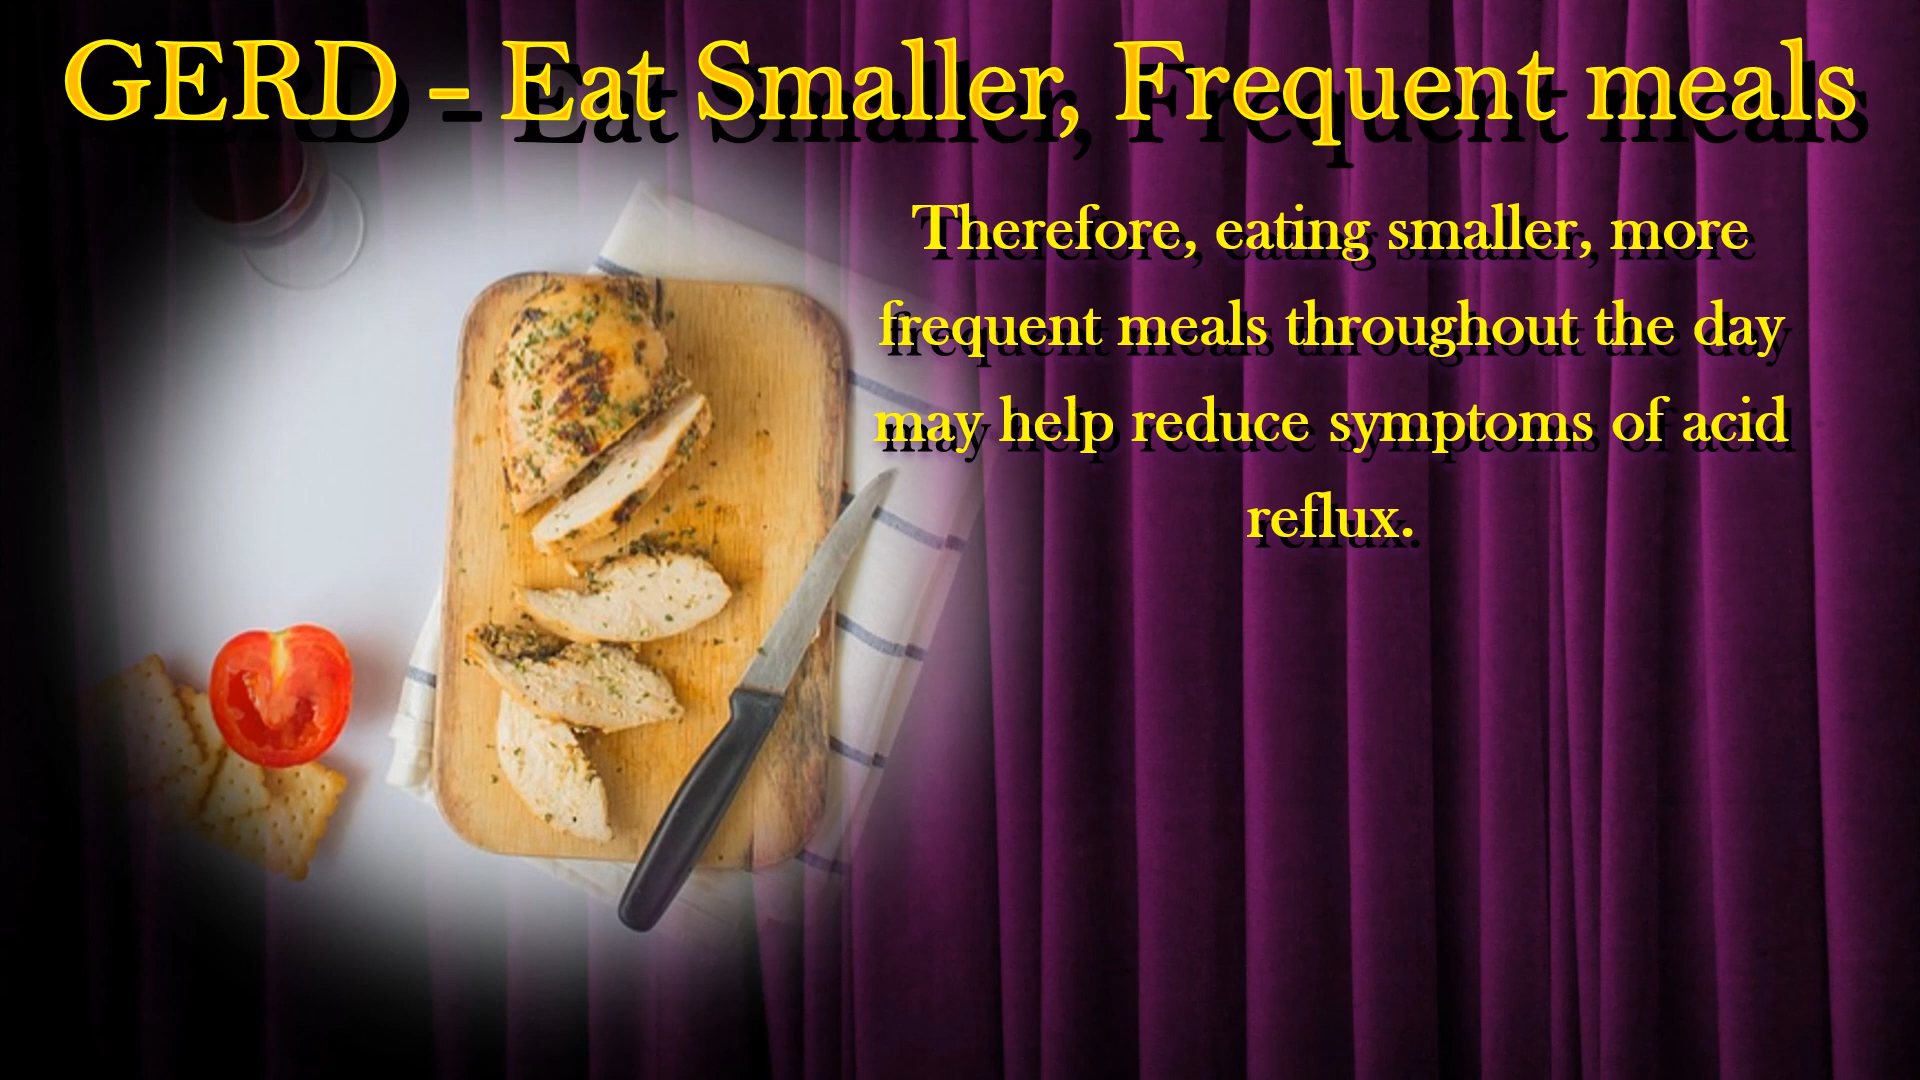 GERD - Eat Smaller, Frequent meals
Therefore, eating smaller, more
frequent meals throughout the day
may help reduce symptoms of acid
reflux.